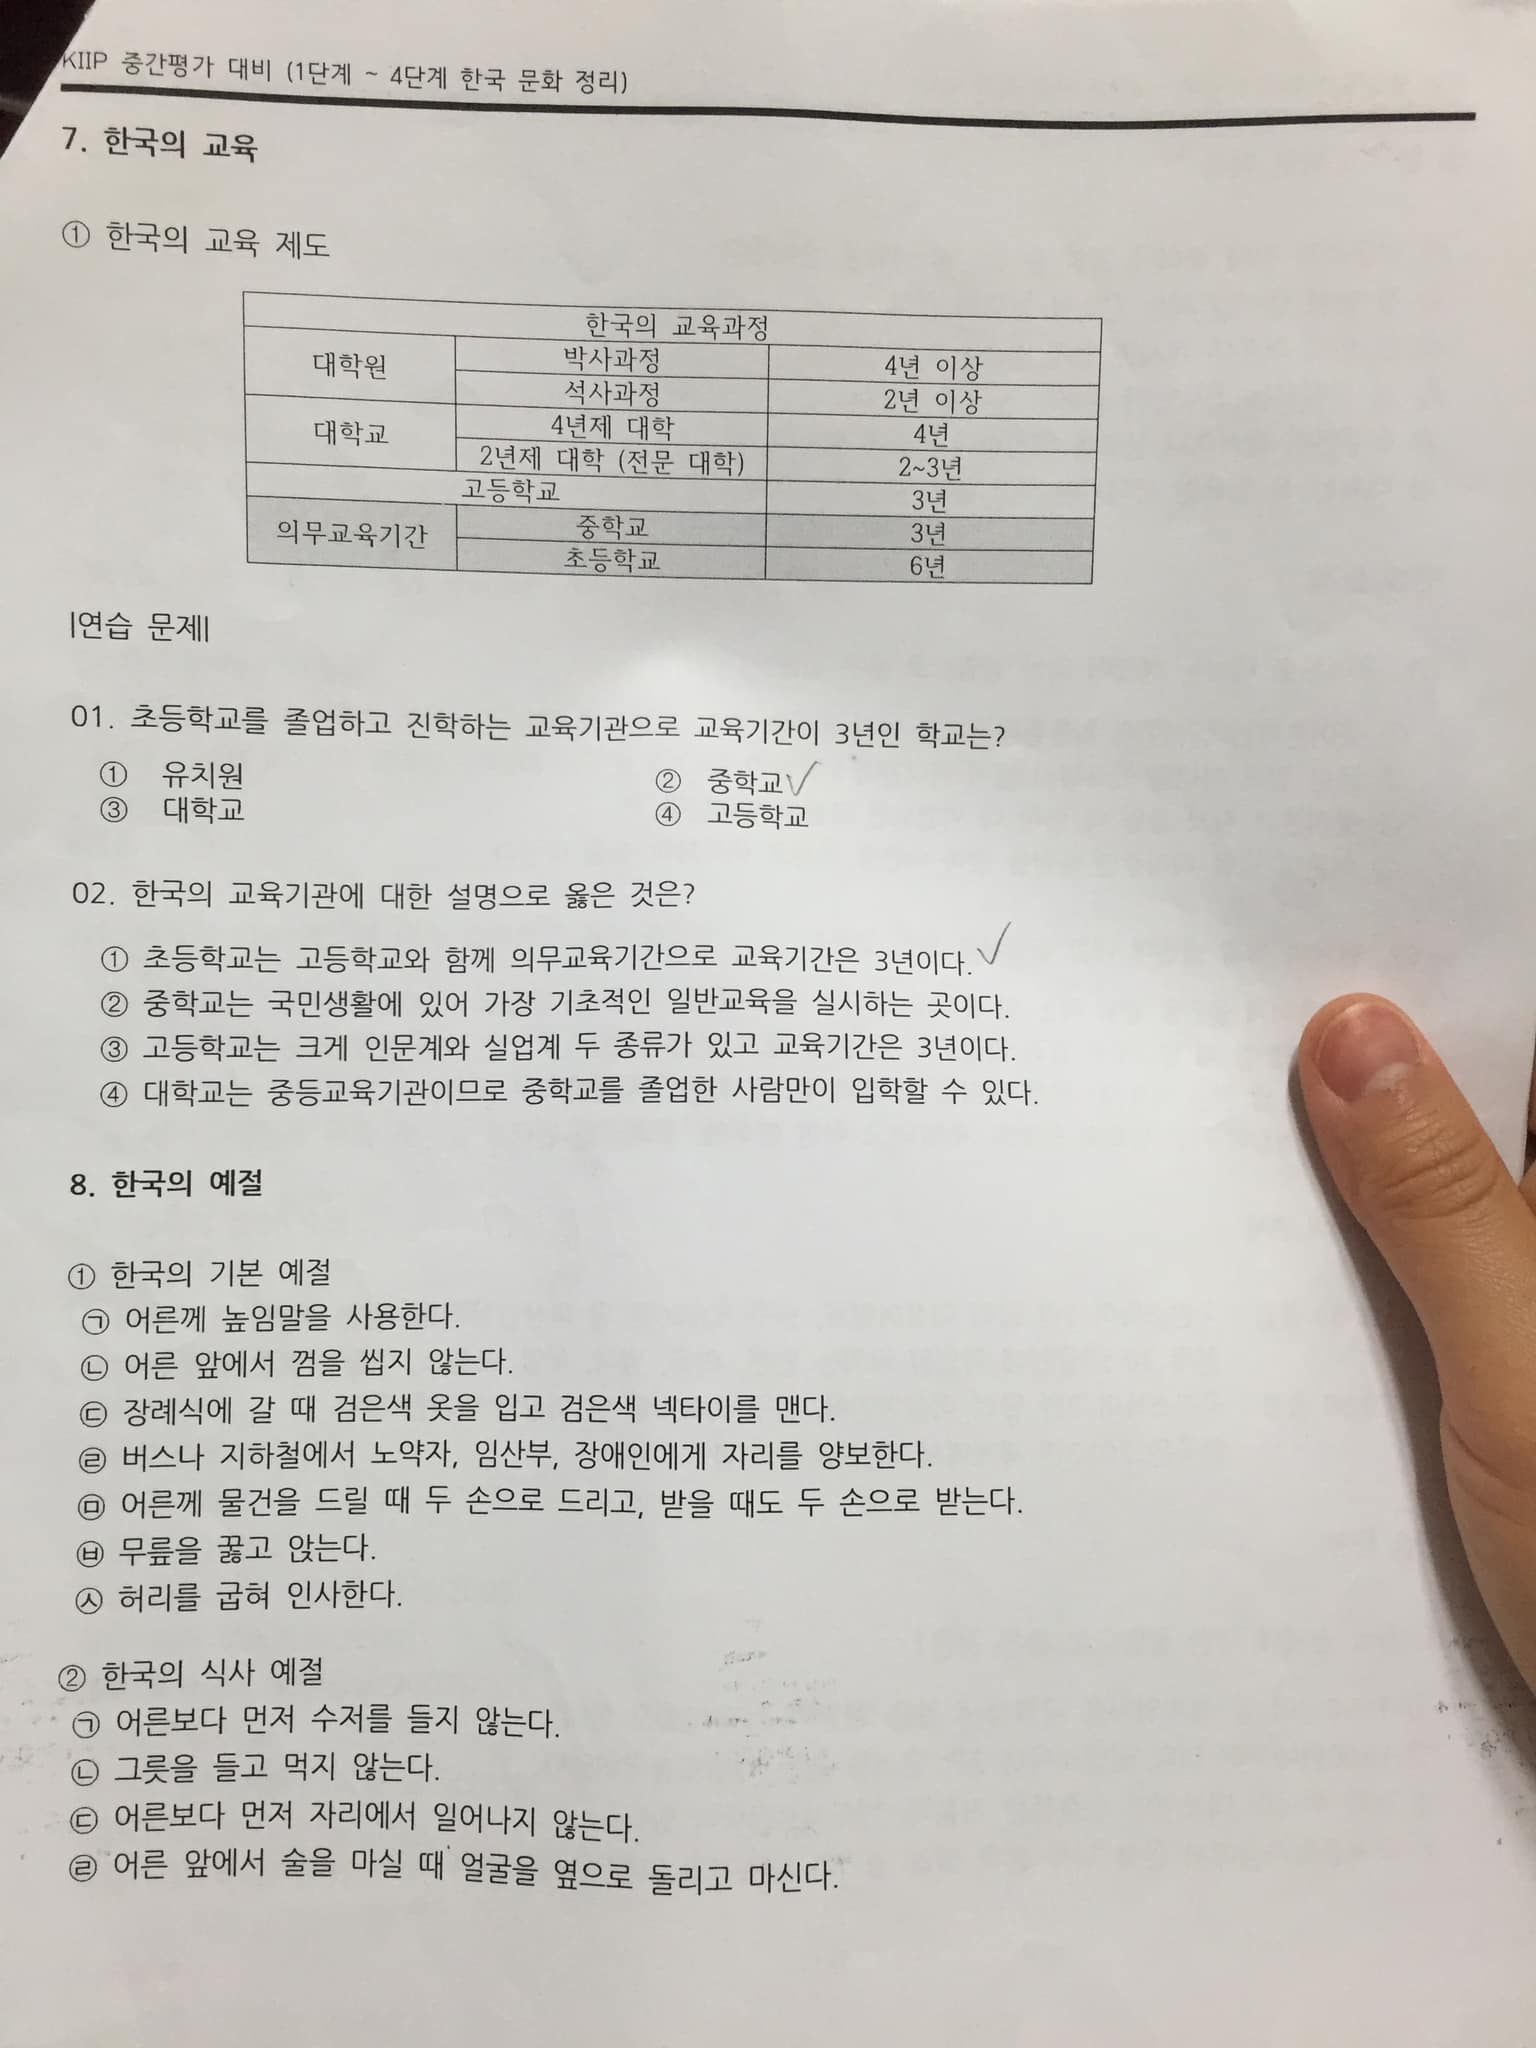 KIIP 중간평가 대비 (1단계 ~ 4단계 한국 문화 정리)
7. 한국의 교육
① 한국의 교육 제도
한국의 교육과정
대학원 박사과정 4년 이상
석사과정 2년 이상
대학교 4년제 대학 4년
2년제 대학 (전문 대학) 2~3년
고등학교 3년
의무교육기간 중학교 3년
초등학교 6년
|연습 문제|
01. 초등학교를 졸업하고 진학하는 교육기관으로 교육기간이 3년인 학교는?
① 유치원 ② 중학교✓
③ 대학교 ④ 고등학교
02. 한국의 교육기관에 대한 설명으로 옳은 것은?
① 초등학교는 고등학교와 함께 의무교육기간으로 교육기간은 3년이다.✓
② 중학교는 국민생활에 있어 가장 기초적인 일반교육을 실시하는 곳이다.
③ 고등학교는 크게 인문계와 실업계 두 종류가 있고 교육기간은 3년이다.
④ 대학교는 중등교육기관이므로 중학교를 졸업한 사람만이 입학할 수 있다.
8. 한국의 예절
① 한국의 기본 예절
㉠ 어른께 높임말을 사용한다.
㉡ 어른 앞에서 껌을 씹지 않는다.
㉢ 장례식에 갈 때 검은색 옷을 입고 검은색 넥타이를 맨다.
㉣ 버스나 지하철에서 노약자, 임산부, 장애인에게 자리를 양보한다.
㉤ 어른께 물건을 드릴 때 두 손으로 드리고, 받을 때도 두 손으로 받는다.
㉥ 무릎을 꿇고 앉는다.
㉦ 허리를 굽혀 인사한다.
② 한국의 식사 예절
㉠ 어른보다 먼저 수저를 들지 않는다.
㉡ 그릇을 들고 먹지 않는다.
㉢ 어른보다 먼저 자리에서 일어나지 않는다.
㉣ 어른 앞에서 술을 마실 때 얼굴을 옆으로 돌리고 마신다.